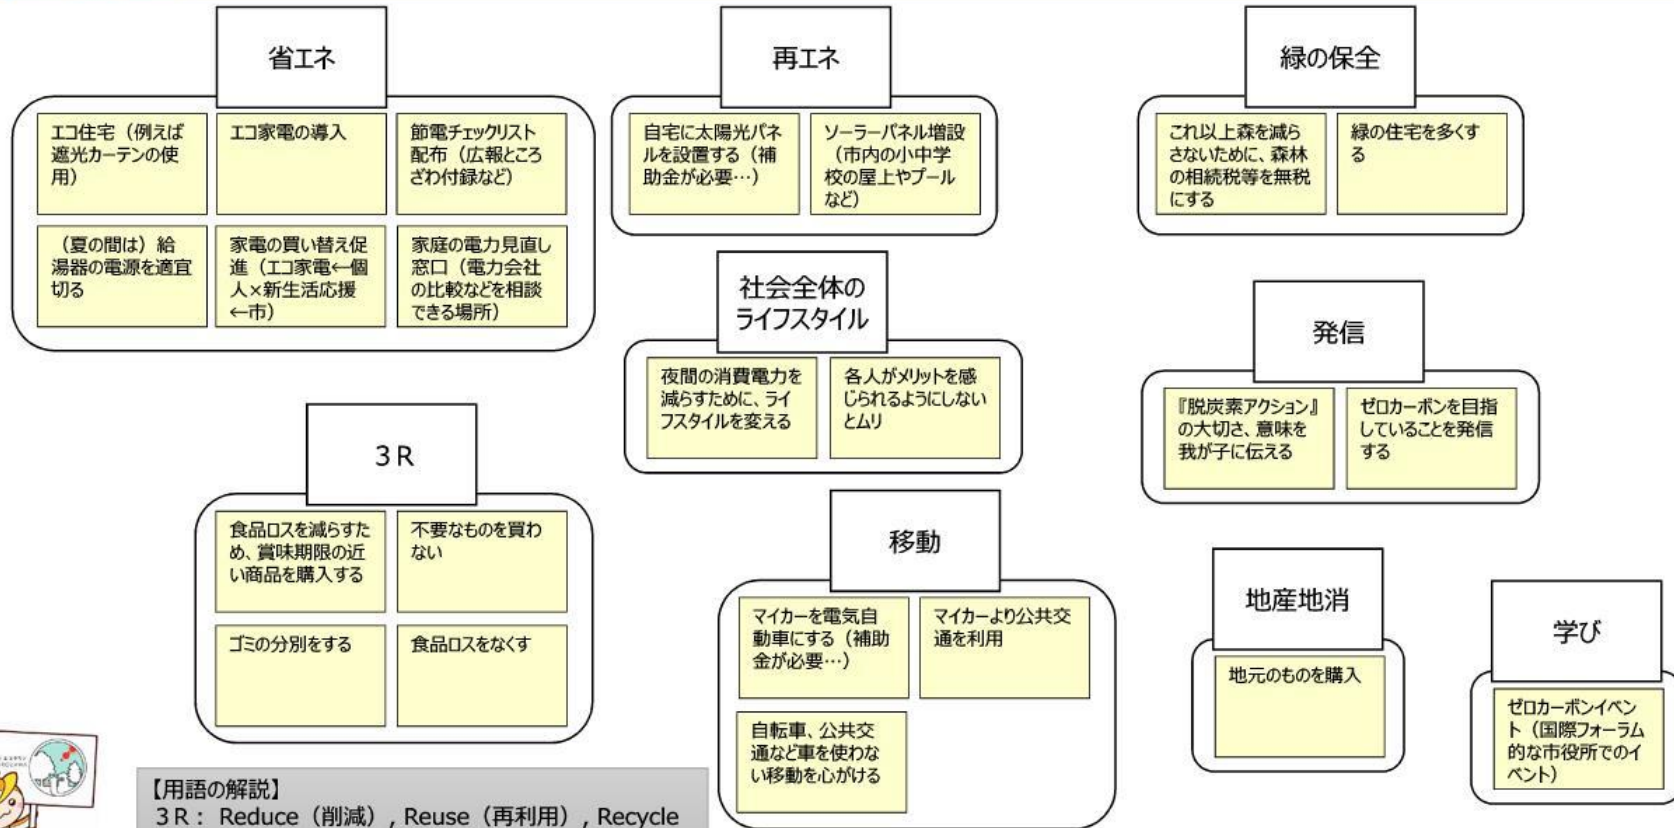 省エネ
エコ住宅（例えば
遮光カーテンの使
用）
エコ家電の導入
節電チェックリスト
配布（広報ところ
ざわ付録など）
（夏の間は）給
湯器の電源を適宜
切る
家電の買い替え促
進（エコ家電←個
人×新生活応援
←市）
家庭の電力見直し
窓口（電力会社
の比較などを相談
できる場所）
再エネ
自宅に太陽光パネ
ルを設置する（補
助金が必要…）
ソーラーパネル増設
（市内の小中学
校の屋上やプール
など）
緑の保全
これ以上森を減ら
さないために、森林
の相続税等を無税
にする
緑の住宅を多くす
る
社会全体の
ライフスタイル
夜間の消費電力を
減らすために、ライ
フスタイルを変える
各人がメリットを感
じられるようにしない
とムリ
発信
『脱炭素アクション』
の大切さ、意味を
我が子に伝える
ゼロカーボンを目指
していることを発信
する
３Ｒ
食品ロスを減らすた
め、賞味期限の近
い商品を購入する
不要なものを買わ
ない
ゴミの分別をする
食品ロスをなくす
移動
マイカーを電気自
動車にする（補助
金が必要…）
マイカーより公共交
通を利用
自転車、公共交
通など車を使わな
い移動を心がける
地産地消
地元のものを購入
学び
ゼロカーボンイベン
ト（国際フォーラム
的な市役所でのイ
ベント）
【用語の解説】
３Ｒ： Reduce（削減）, Reuse（再利用）, Recycle